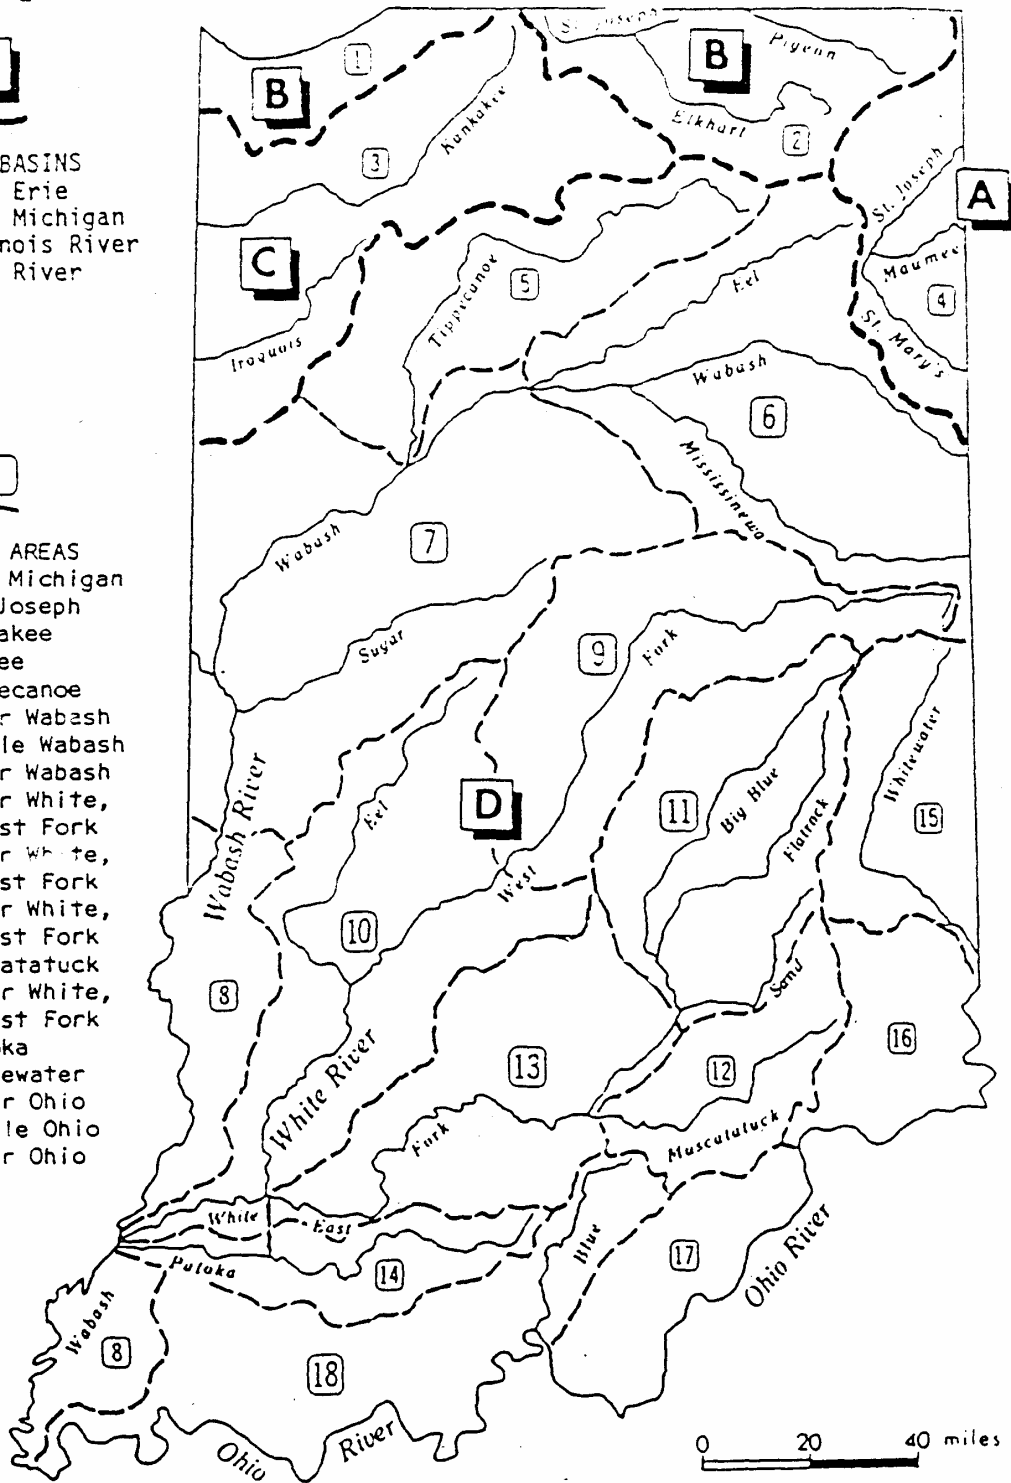 BASINS
Erie
Michigan
nois River
River
AREAS
Michigan
Joseph
akee
ee
ecanoe
r Wabash
le Wabash
r Wabash
r White,
st Fork
r White,
st Fork
r White,
st Fork
atatuck
r White,
st Fork
ka
ewater
r Ohio
le Ohio
r Ohio
St. Joseph
Pigeon
B
1
B
Elkhart
2
Kankakee
3
St. Joseph
A
C
Maumee
4
Tippecanoe
5
Eel
St. Mary's
Iroquois
Wabash
6
Mississinewa
Wabash
7
Sugar
9
Fork
Whitewater
Wabash River
Eel
D
11
Big Blue
Flatrock
15
West
10
8
Sand
16
White River
13
12
Fork
Muscatatuck
White
East
Blue
17
Ohio River
Patoka
14
Wabash
8
18
Ohio
River
0 20 40 miles